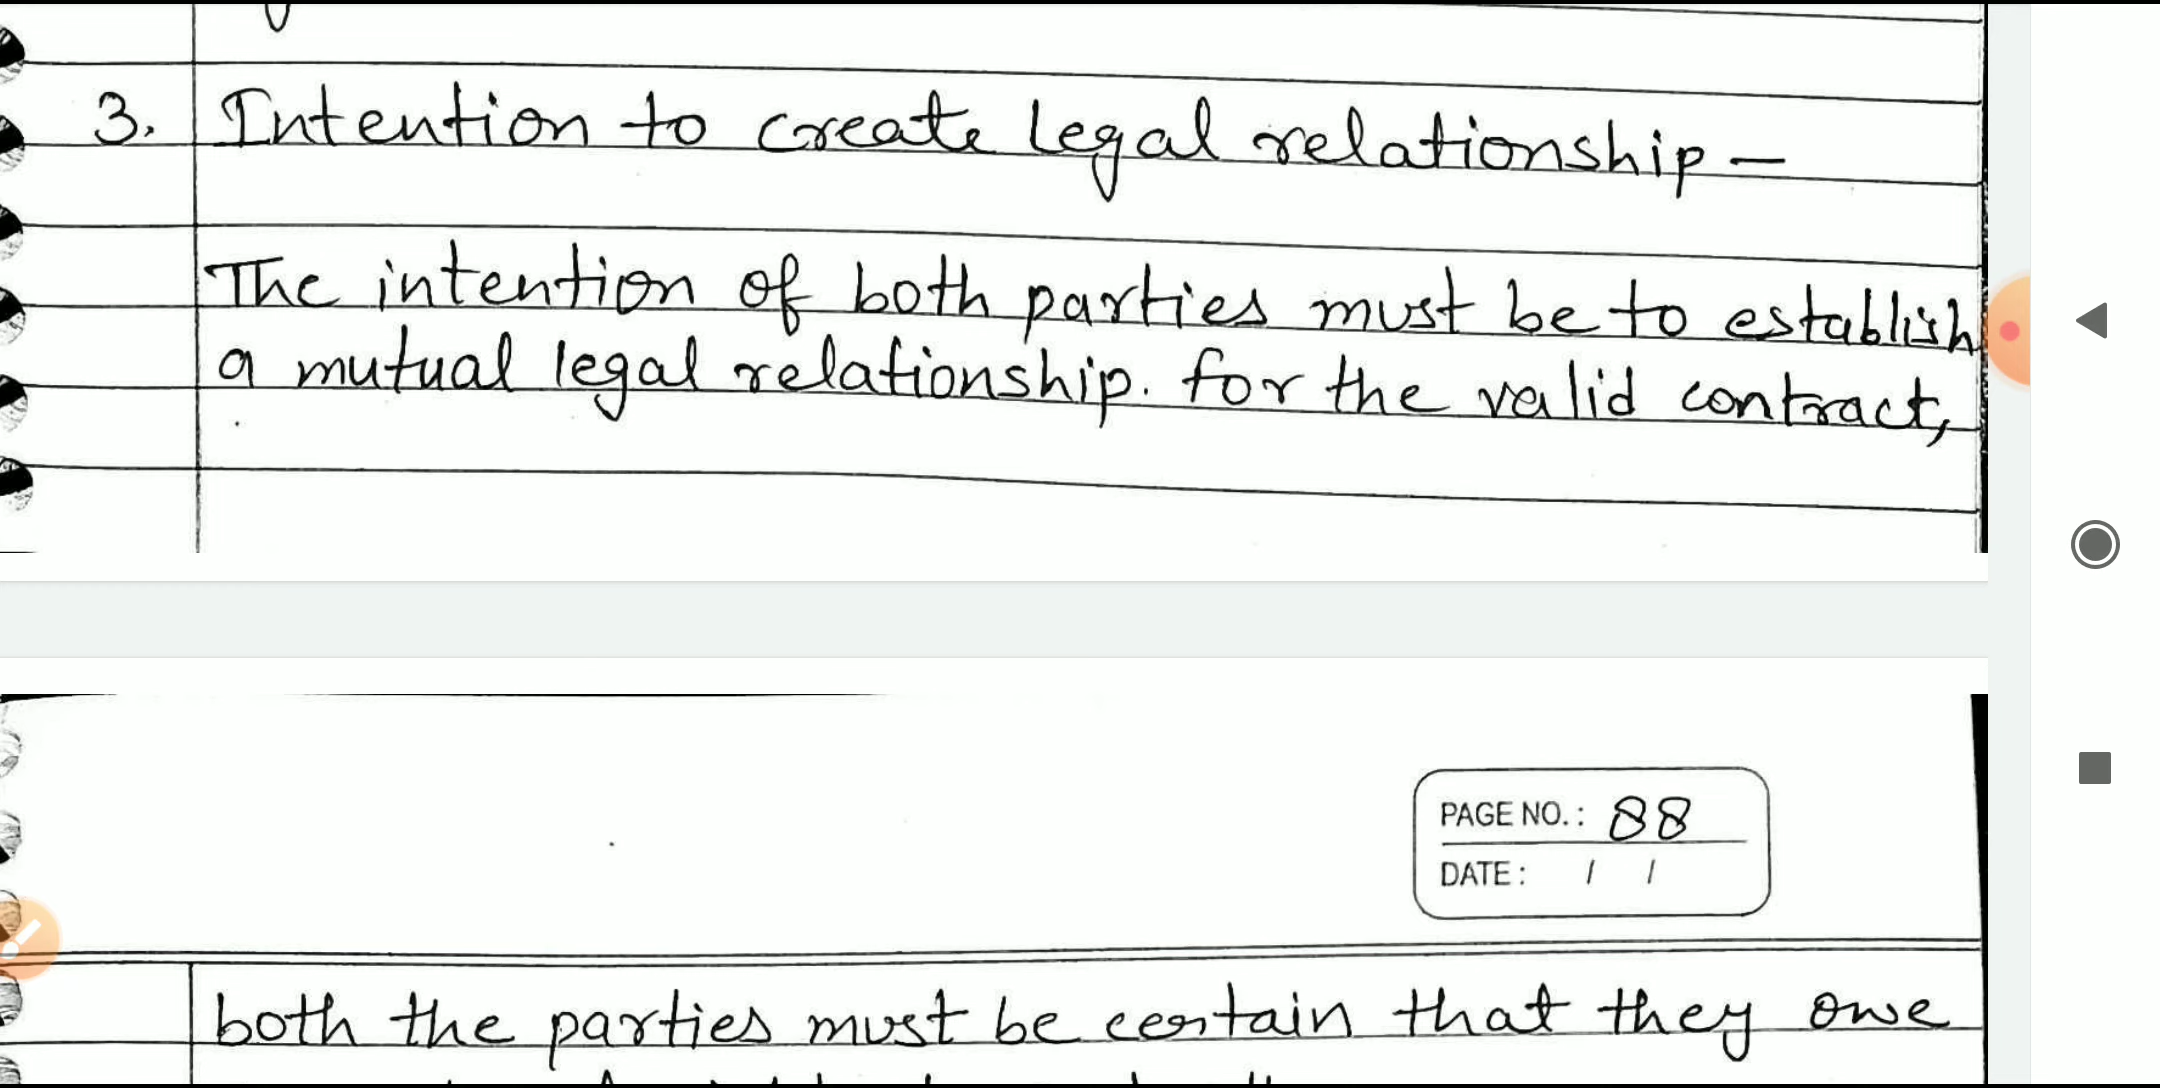 3. Intention to create legal relationship –
The intention of both parties must be to establish
a mutual legal relationship. for the valid contract,
PAGE NO.: 88
DATE: / /
both the parties must be certain that they owe